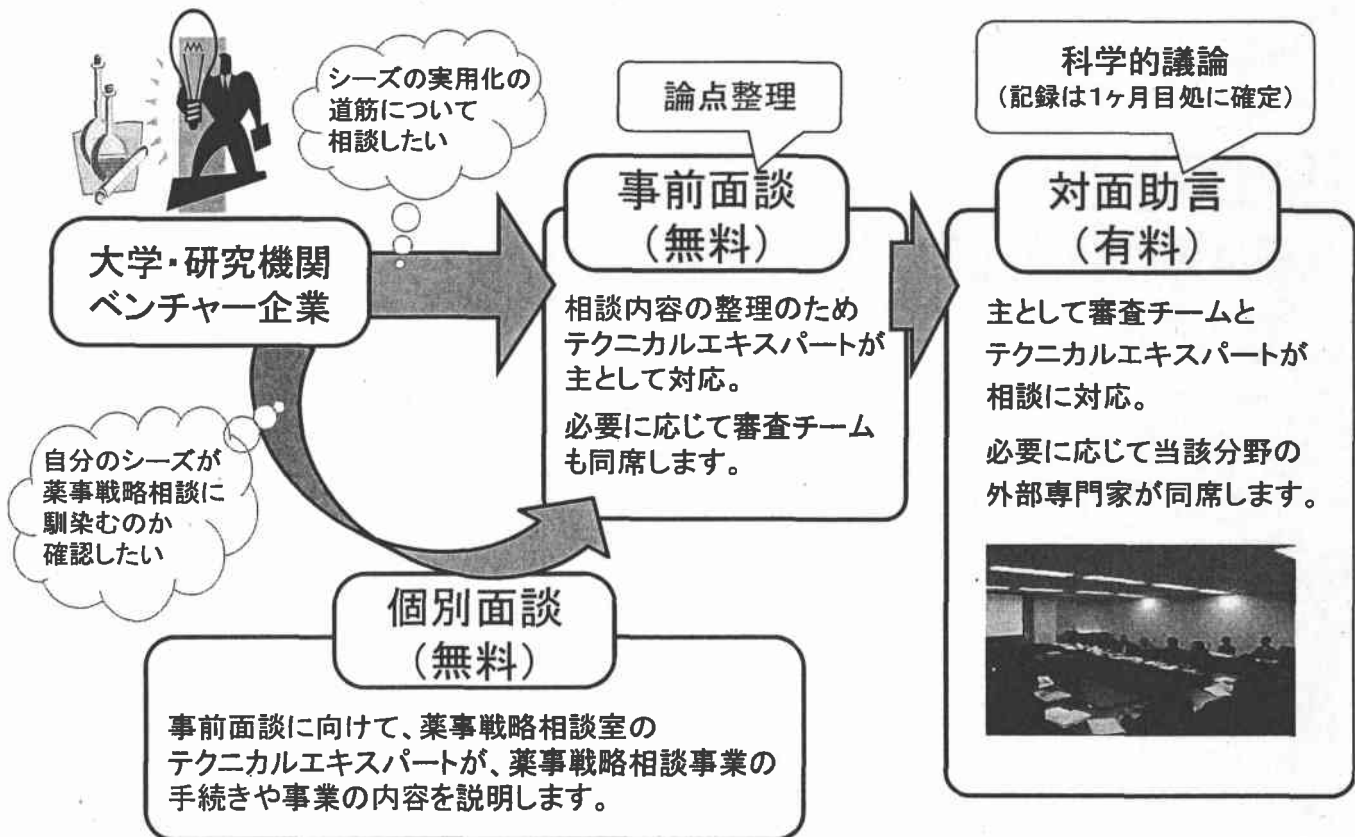 シーズの実用化の
道筋について
相談したい
大学・研究機関
ベンチャー企業
自分のシーズが
薬事戦略相談に
馴染むのか
確認したい
個別面談
(無料)
事前面談に向けて、薬事戦略相談室の
テクニカルエキスパートが、薬事戦略相談事業の
手続きや事業の内容を説明します。
論点整理
事前面談
(無料)
相談内容の整理のため
テクニカルエキスパートが
主として対応。
必要に応じて審査チーム
も同席します。
科学的議論
(記録は1ヶ月目処に確定)
対面助言
(有料)
主として審査チームと
テクニカルエキスパートが
相談に対応。
必要に応じて当該分野の
外部専門家が同席します。